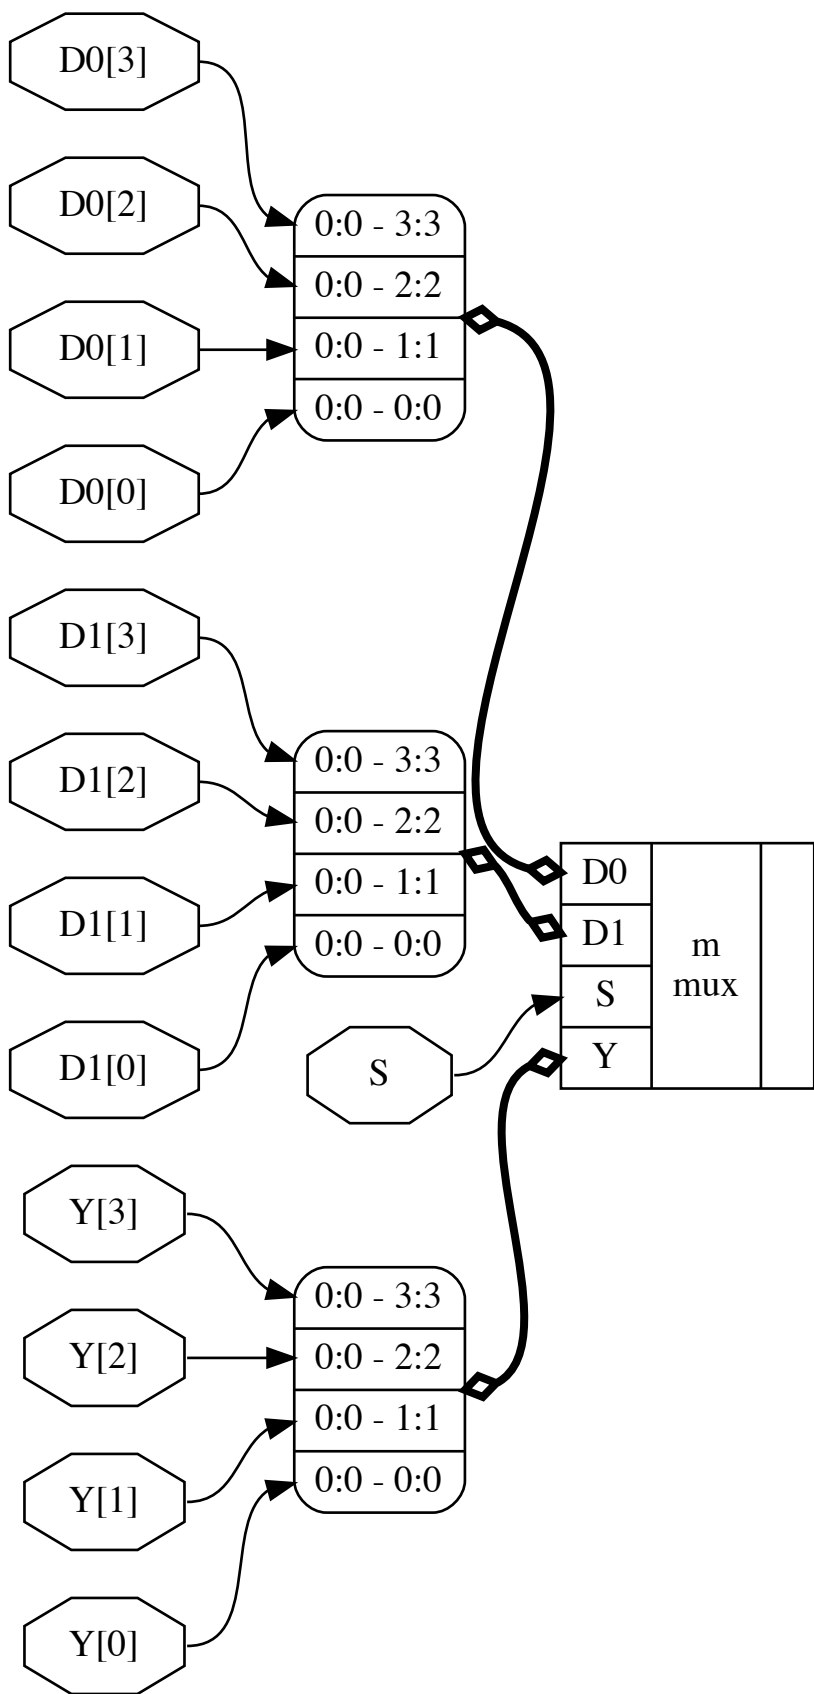 D0[3]
D0[2]
D0[1]
D0[0]
0:0 - 3:3
0:0 - 2:2
0:0 - 1:1
0:0 - 0:0
D1[3]
D1[2]
D1[1]
D1[0]
0:0 - 3:3
0:0 - 2:2
0:0 - 1:1
0:0 - 0:0
S
D0
D1
S
Y
m
mux
Y[3]
Y[2]
Y[1]
Y[0]
0:0 - 3:3
0:0 - 2:2
0:0 - 1:1
0:0 - 0:0